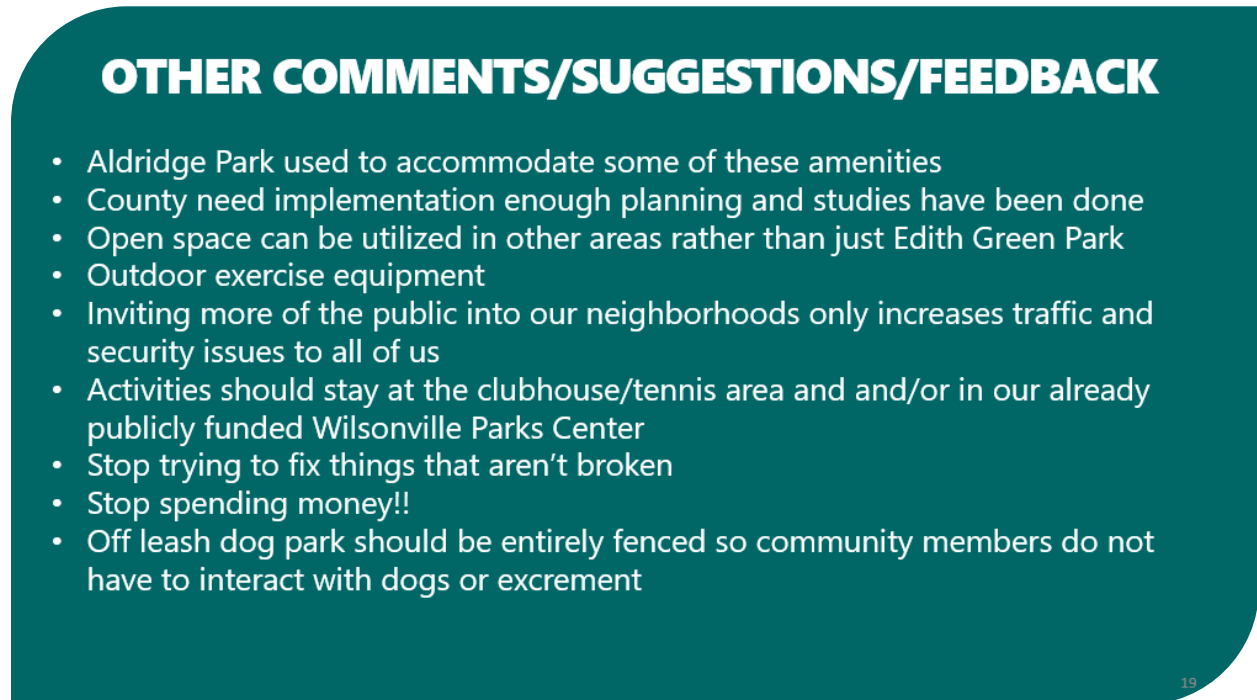 OTHER COMMENTS/SUGGESTIONS/FEEDBACK
• Aldridge Park used to accommodate some of these amenities
• County need implementation enough planning and studies have been done
• Open space can be utilized in other areas rather than just Edith Green Park
• Outdoor exercise equipment
• Inviting more of the public into our neighborhoods only increases traffic and
security issues to all of us
• Activities should stay at the clubhouse/tennis area and and/or in our already
publicly funded Wilsonville Parks Center
• Stop trying to fix things that aren’t broken
• Stop spending money!!
• Off leash dog park should be entirely fenced so community members do not
have to interact with dogs or excrement
19